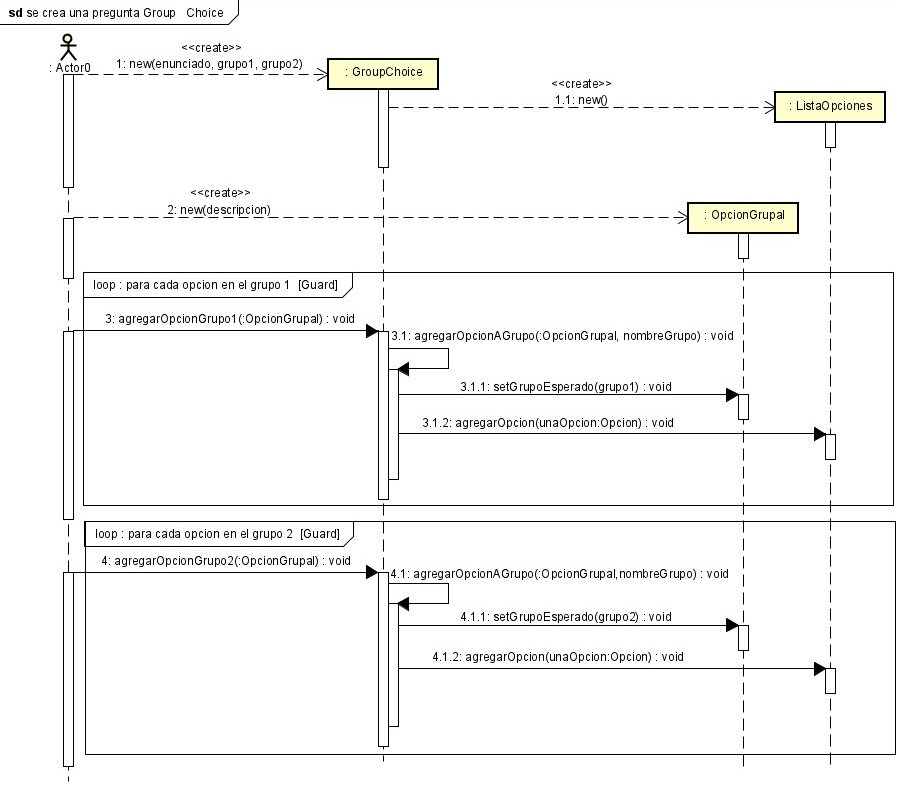 sd se crea una pregunta Group Choice
: Actor0
<<create>>
1: new(enunciado, grupo1, grupo2)
: GroupChoice
<<create>>
1.1: new()
: ListaOpciones
<<create>>
2: new(descripcion)
: OpcionGrupal
loop : para cada opcion en el grupo 1 [Guard]
3: agregarOpcionGrupo1(:OpcionGrupal) : void
3.1: agregarOpcionAGrupo(:OpcionGrupal, nombreGrupo) : void
3.1.1: setGrupoEsperado(grupo1) : void
3.1.2: agregarOpcion(unaOpcion:Opcion) : void
loop : para cada opcion en el grupo 2 [Guard]
4: agregarOpcionGrupo2(:OpcionGrupal) : void
4.1: agregarOpcionAGrupo(:OpcionGrupal,nombreGrupo) : void
4.1.1: setGrupoEsperado(grupo2) : void
4.1.2: agregarOpcion(unaOpcion:Opcion) : void